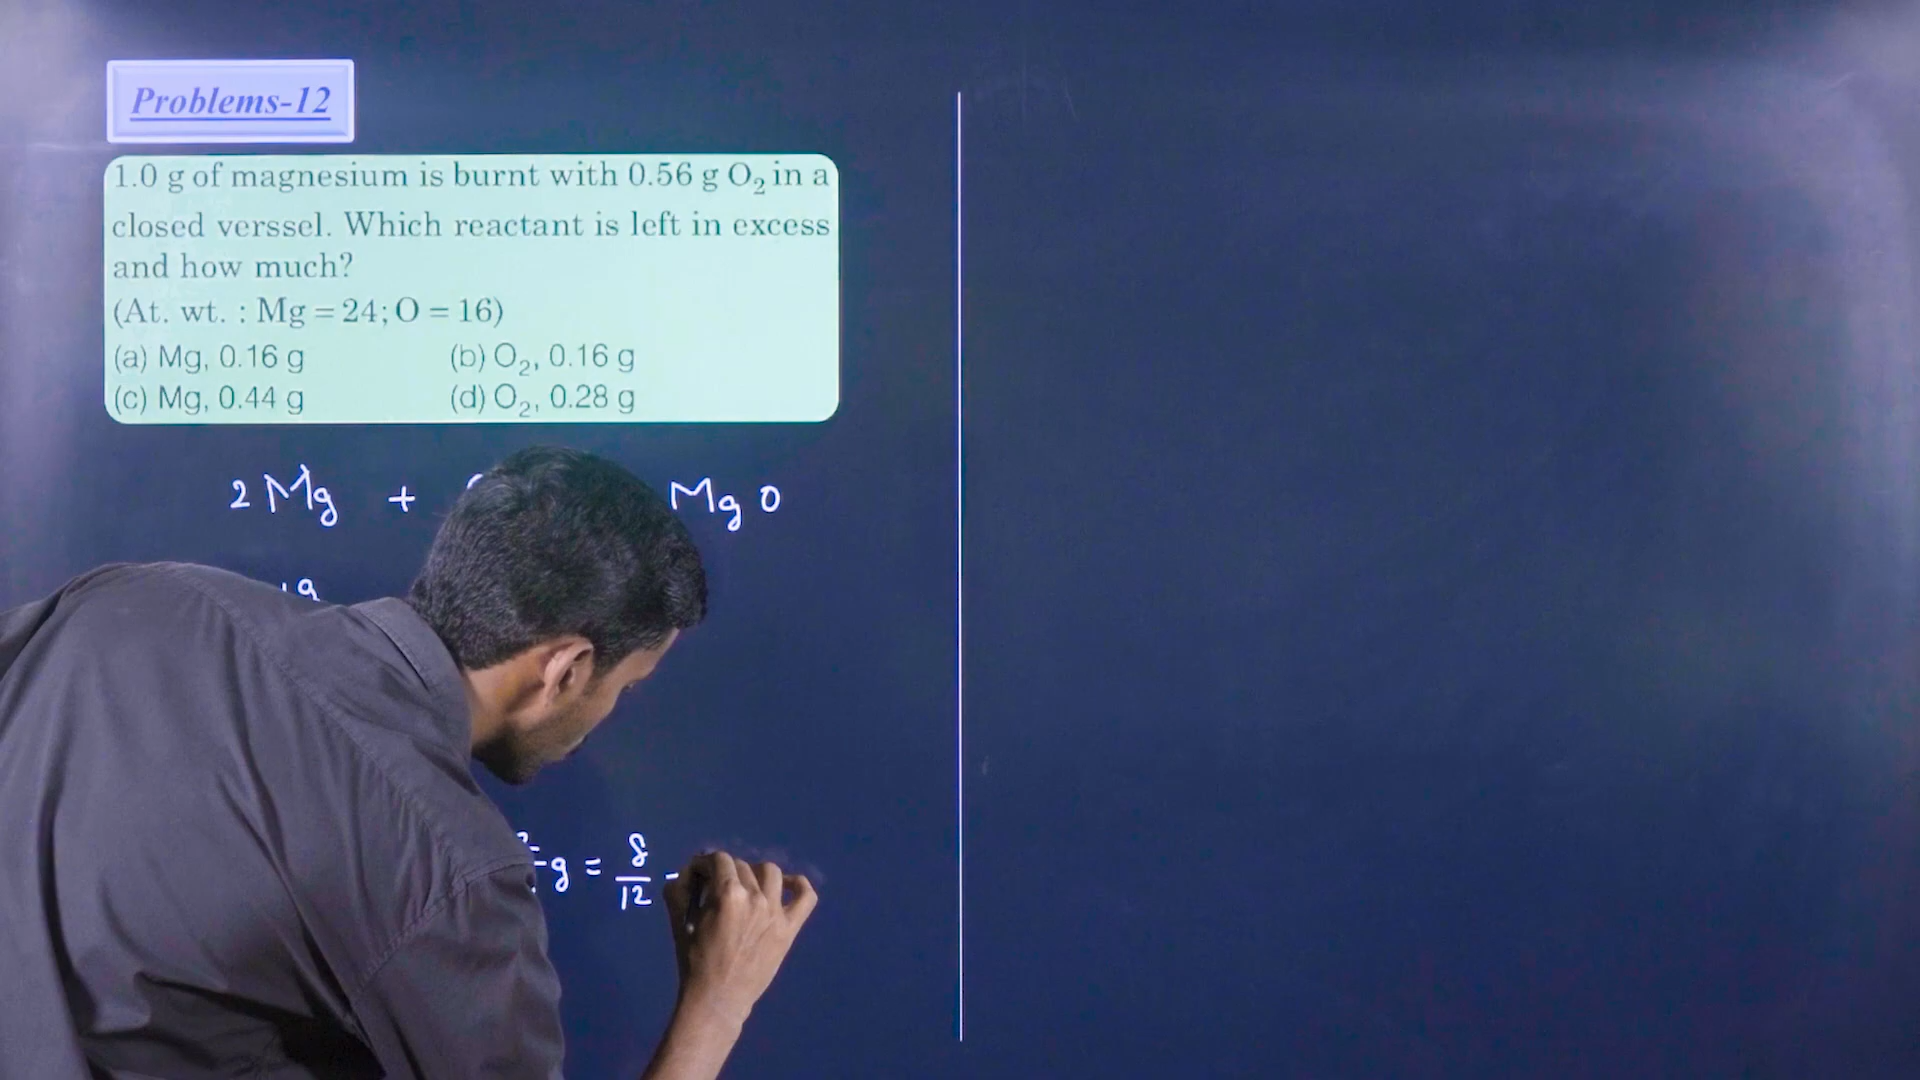 Problems-12
1.0 g of magnesium is burnt with 0.56 g O₂ in a
closed verssel. Which reactant is left in excess
and how much?
(At. wt. : Mg = 24; O = 16)
(a) Mg, 0.16 g (b) O₂, 0.16 g
(c) Mg, 0.44 g (d) O₂, 0.28 g
2 Mg + MgO
1g
g = 8/12